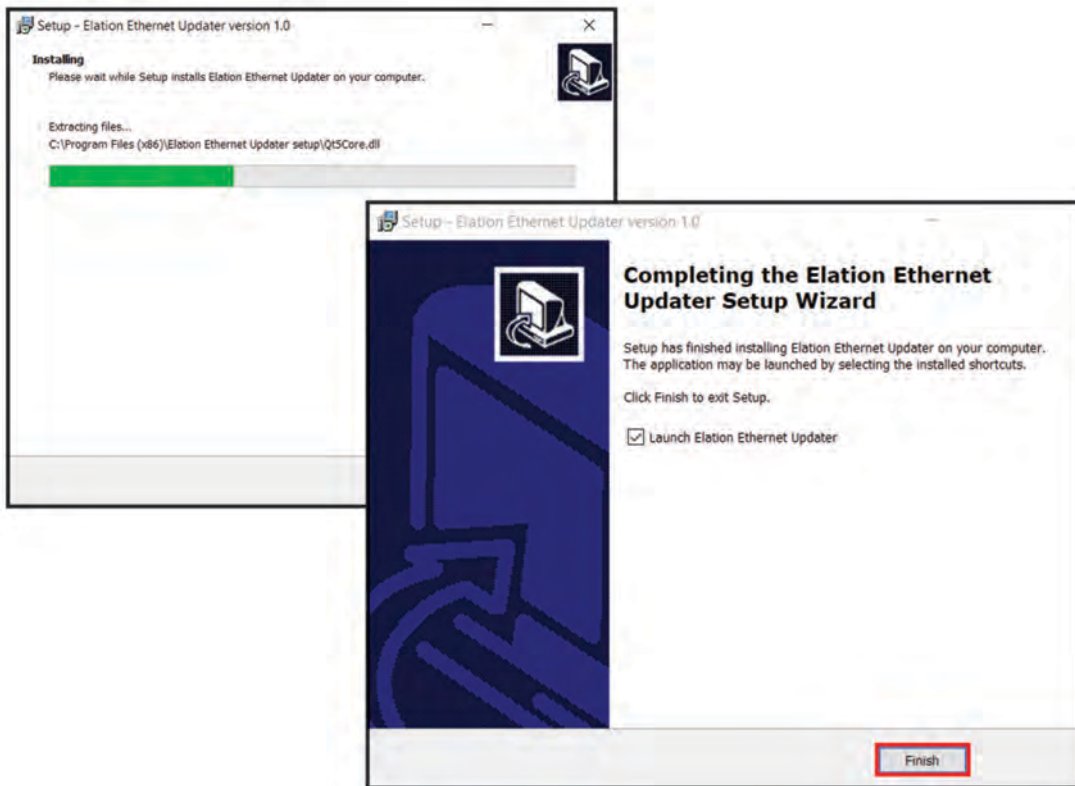 Setup - Elation Ethernet Updater version 1.0
Installing
Please wait while Setup installs Elation Ethernet Updater on your computer.
Extracting files...
C:\Program Files (x86)\Elation Ethernet Updater setup\Qt5Core.dll
Setup - Elation Ethernet Updater version 1.0
Completing the Elation Ethernet
Updater Setup Wizard
Setup has finished installing Elation Ethernet Updater on your computer.
The application may be launched by selecting the installed shortcuts.
Click Finish to exit Setup.
Launch Elation Ethernet Updater
Finish